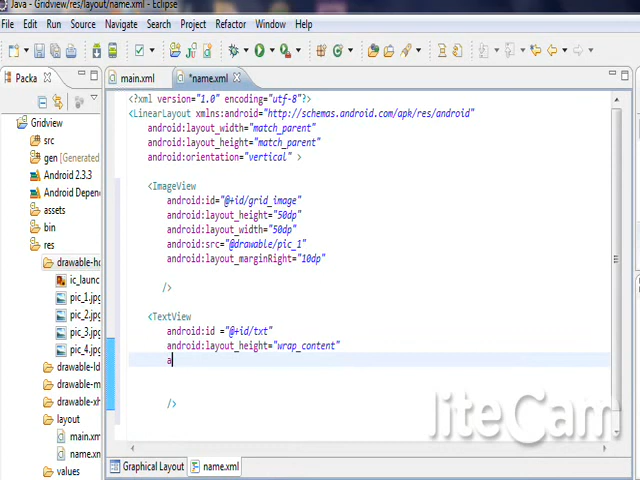 Java - Gridview/res/layout/name.xml - Eclipse
File Edit Run Source Navigate Search Project Refactor Window Help
Packa
main.xml
*name.xml
Gridview
src
gen [Generated
Android 2.3.3
Android Depen
assets
bin
res
drawable-hd
ic_launc
pic_1.jpg
pic_2.jpg
pic_3.jpg
pic_4.jpg
drawable-ld
drawable-m
drawable-xh
layout
main.xm
name.xn
values
<?xml version="1.0" encoding="utf-8"?>
<LinearLayout xmlns:android="http://schemas.android.com/apk/res/android"
android:layout_width="match_parent"
android:layout_height="match_parent"
android:orientation="vertical" >
<ImageView
android:id="@+id/grid_image"
android:layout_height="50dp"
android:layout_width="50dp"
android:src="@drawable/pic_1"
android:layout_marginRight="10dp"
/>
<TextView
android:id ="@+id/txt"
android:layout_height="wrap_content"
a
/>
liteCam
Graphical Layout
name.xml